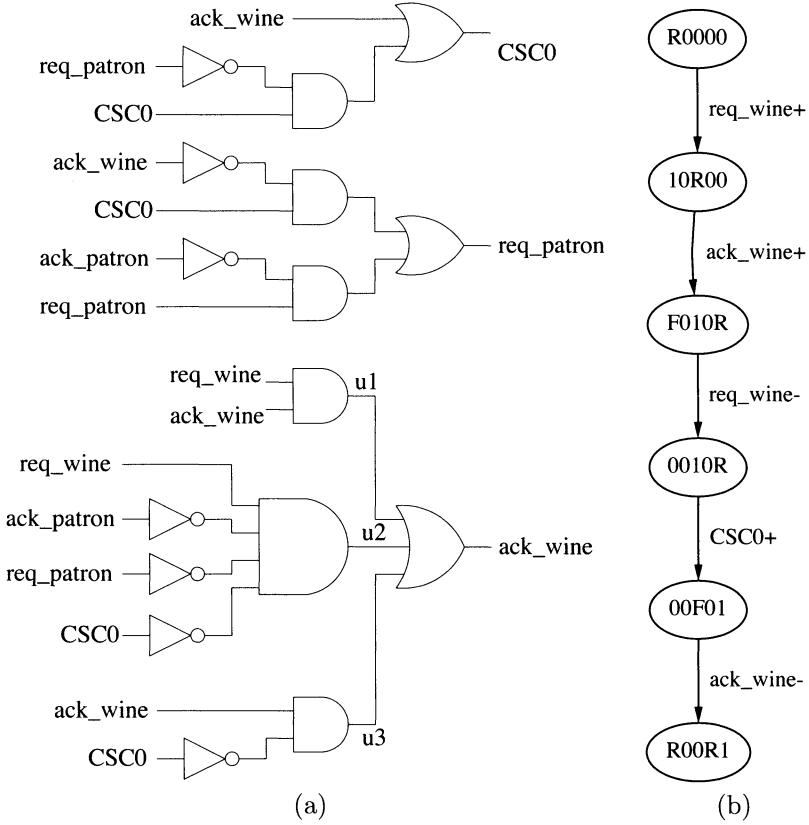 ack_wine
req_patron
CSC0
CSC0
ack_wine
CSC0
ack_patron
req_patron
req_patron
req_wine
ack_wine
u1
req_wine
ack_patron
req_patron
CSC0
u2
ack_wine
ack_wine
CSC0
u3
(a)
R0000
req_wine+
10R00
ack_wine+
F010R
req_wine-
0010R
CSC0+
00F01
ack_wine-
R00R1
(b)